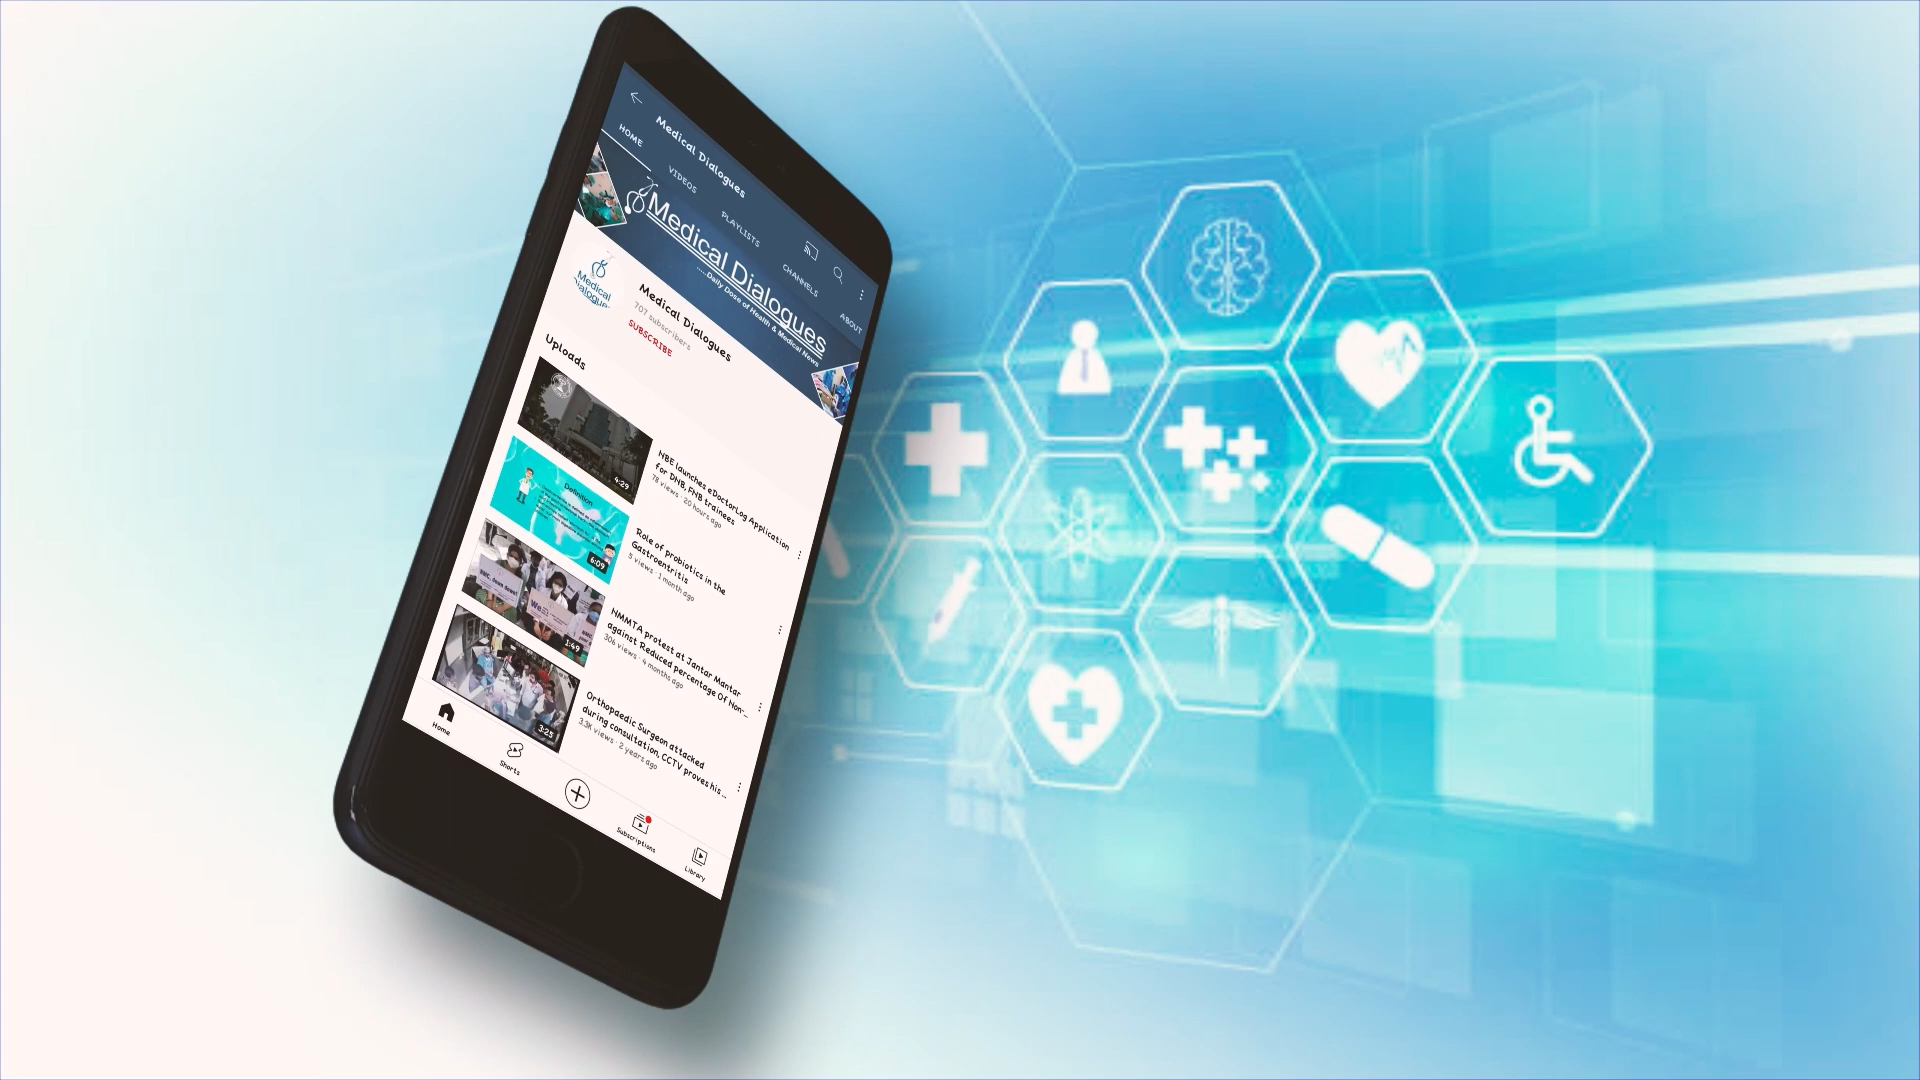 Medical Dialogues
HOME
VIDEOS
PLAYLISTS
CHANNELS
ABOUT
Medical Dialogues
.....Daily Dose of Health & Medical News
Medical
Dialogues
Medical Dialogues
707 subscribers
SUBSCRIBE
Uploads
4:29
NBE launches eDoctorLog Application
for DNB, FNB trainees
78 views · 20 hours ago
Definition
6:09
Role of probiotics in the
Gastroentritis
5 views · 1 month ago
We
1:49
NMMTA protest at Jantar Mantar
against Reduced percentage Of Non-...
306 views · 4 months ago
3:25
Orthopaedic Surgeon attacked
during consultation, CCTV proves his ...
3.3K views · 2 years ago
Home
Shorts
Subscriptions
Library